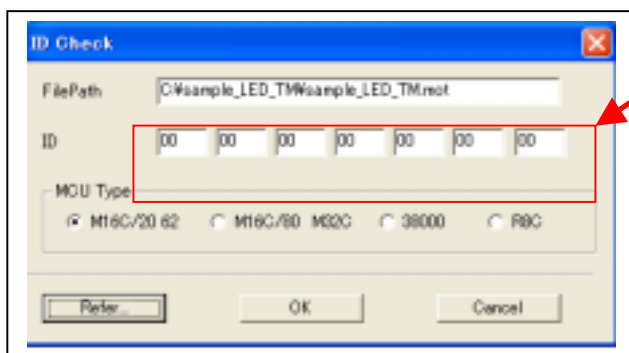 ID Check
FilePath C:¥sample_LED_TM¥sample_LED_TM.mot
ID 00 00 00 00 00 00 00
MCU Type
M16C/20 62 M16C/80 M32C 38000 R8C
Refer... OK Cancel